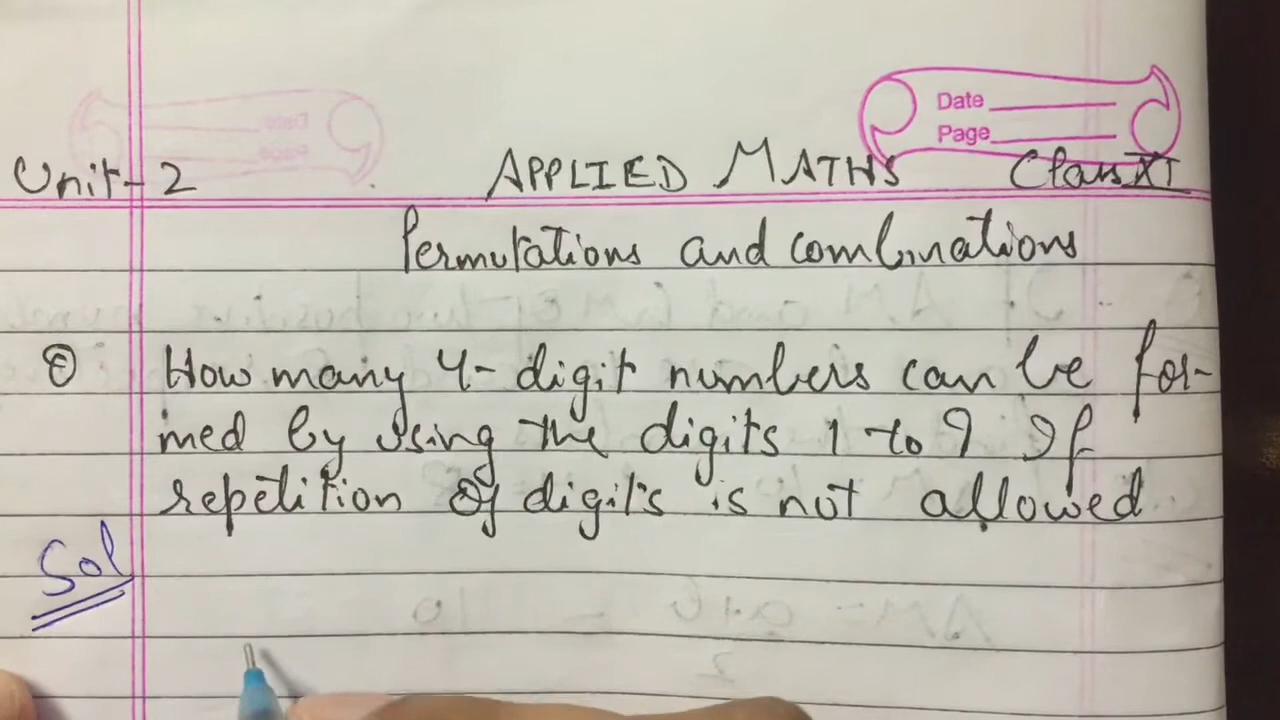 Date
Page
Unit-2 APPLIED MATHS Class XI
Permutations and combinations
Q How many 4-digit numbers can be for-
med by using the digits 1 to 9 If
repetition of digits is not allowed
Sol